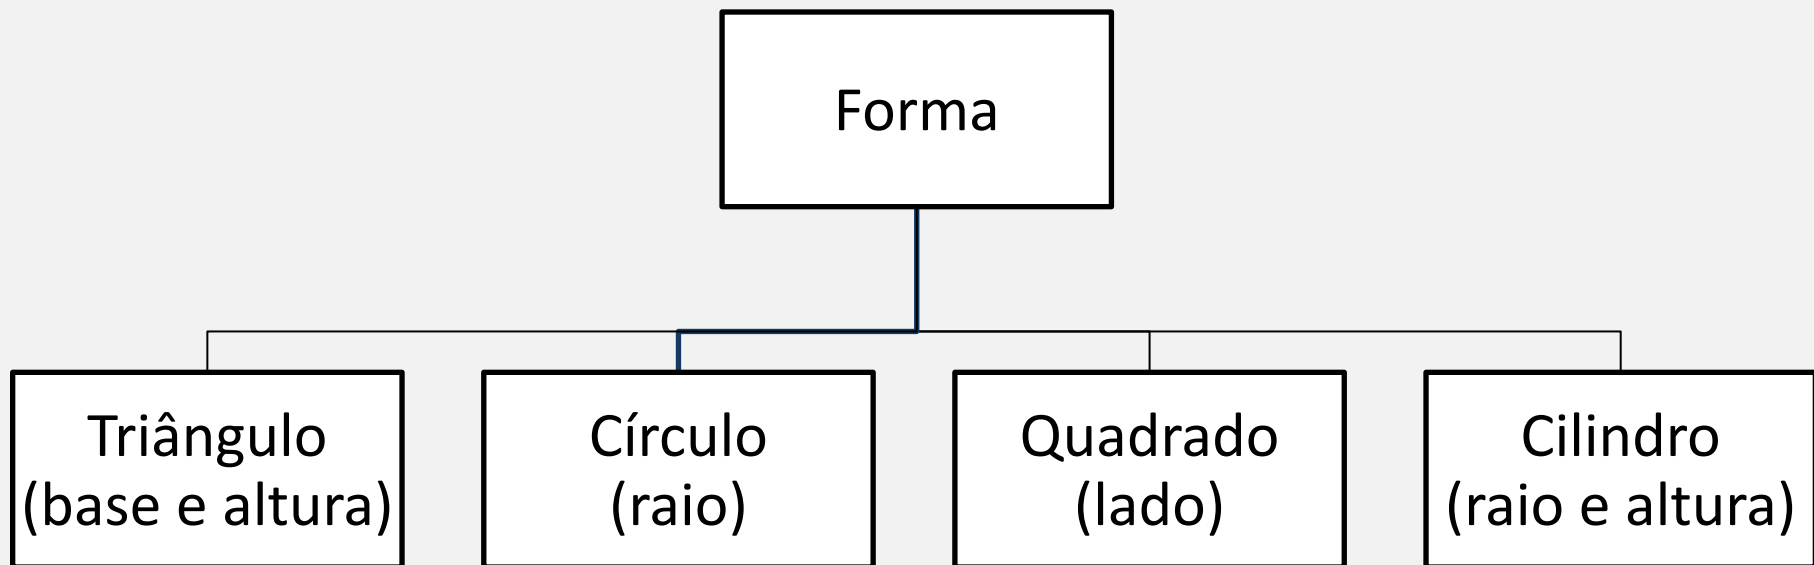 Forma
Triângulo
(base e altura)
Círculo
(raio)
Quadrado
(lado)
Cilindro
(raio e altura)